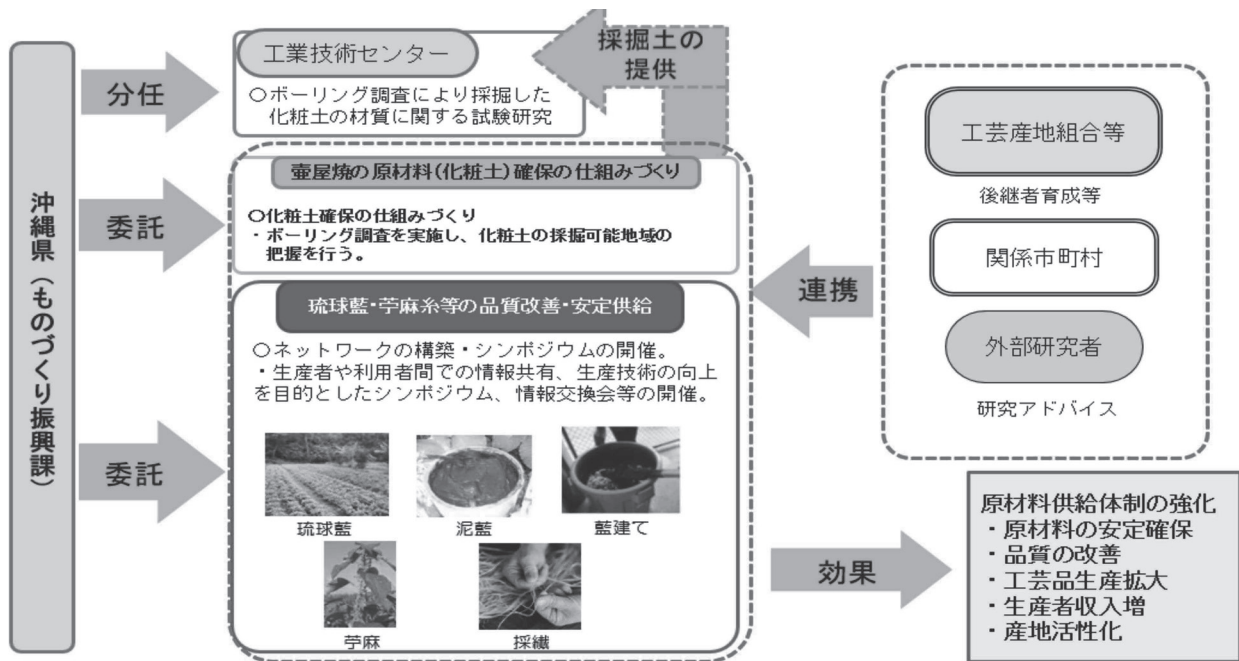 沖縄県（ものづくり振興課）
分任
工業技術センター
○ボーリング調査により採掘した
化粧土の材質に関する試験研究
採掘土の
提供
委託
壷屋焼の原材料(化粧土)確保の仕組みづくり
○化粧土確保の仕組みづくり
・ボーリング調査を実施し、化粧土の採掘可能地域の
把握を行う。
委託
琉球藍・苧麻糸等の品質改善・安定供給
○ネットワークの構築・シンポジウムの開催。
・生産者や利用者間での情報共有、生産技術の向上
を目的としたシンポジウム、情報交換会等の開催。
琉球藍
泥藍
藍建て
苧麻
採繊
連携
工芸産地組合等
後継者育成等
関係市町村
外部研究者
研究アドバイス
効果
原材料供給体制の強化
・原材料の安定確保
・品質の改善
・工芸品生産拡大
・生産者収入増
・産地活性化